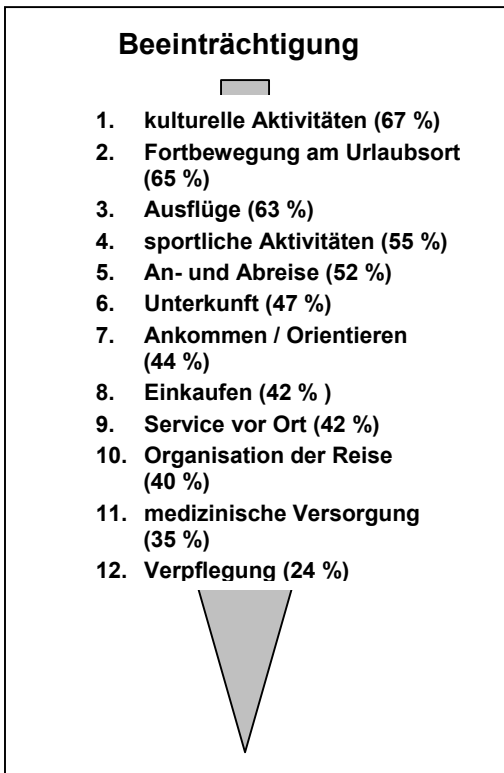 Beeinträchtigung
1. kulturelle Aktivitäten (67 %)
2. Fortbewegung am Urlaubsort
(65 %)
3. Ausflüge (63 %)
4. sportliche Aktivitäten (55 %)
5. An- und Abreise (52 %)
6. Unterkunft (47 %)
7. Ankommen / Orientieren
(44 %)
8. Einkaufen (42 % )
9. Service vor Ort (42 %)
10. Organisation der Reise
(40 %)
11. medizinische Versorgung
(35 %)
12. Verpflegung (24 %)